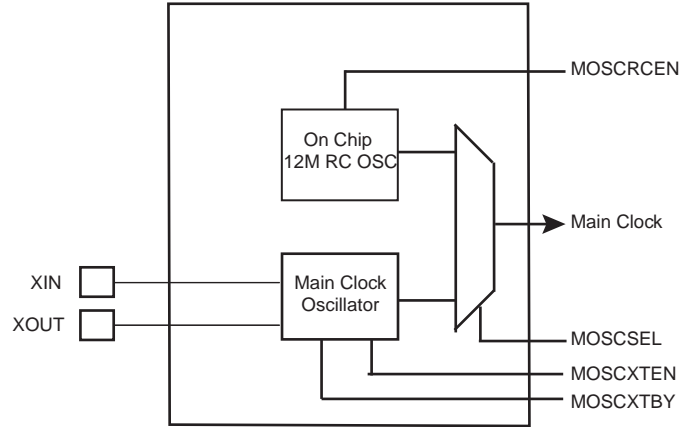 MOSCRCEN
On Chip
12M RC OSC
Main Clock
XIN
Main Clock
Oscillator
XOUT
MOSCSEL
MOSCXTEN
MOSCXTBY